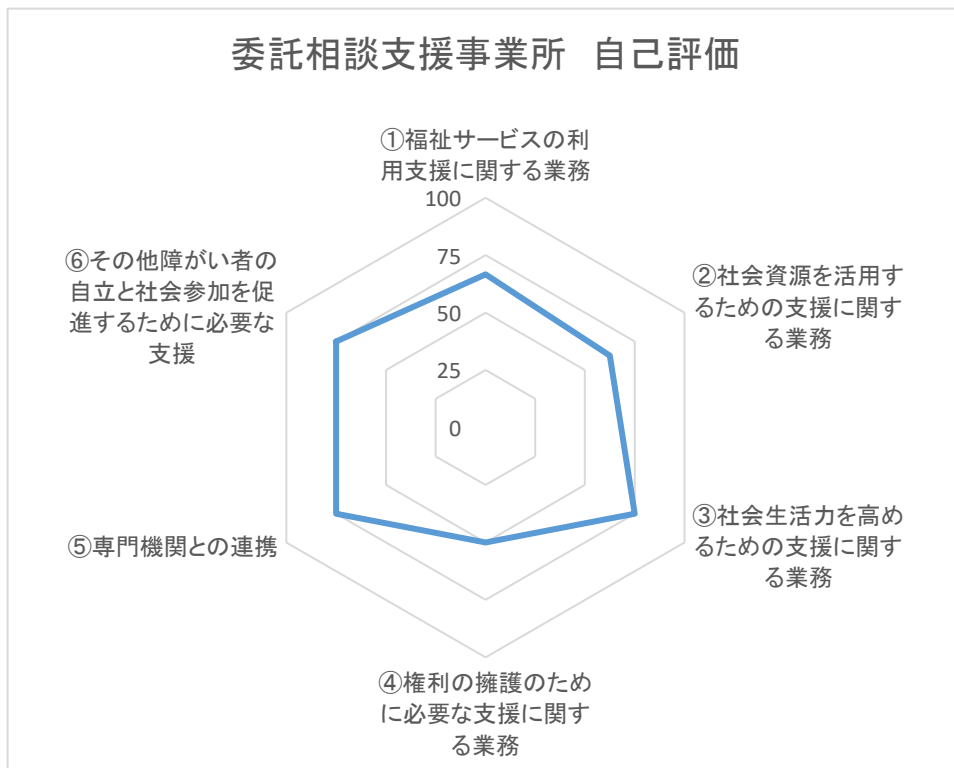 委託相談支援事業所　自己評価
①福祉サービスの利
用支援に関する業務
100
75
50
25
0
②社会資源を活用す
るための支援に関す
る業務
③社会生活力を高め
るための支援に関す
る業務
④権利の擁護のため
に必要な支援に関す
る業務
⑤専門機関との連携
⑥その他障がい者の
自立と社会参加を促
進するために必要な
支援